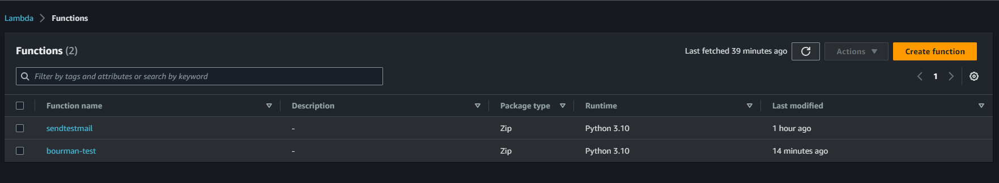 Lambda > Functions
Functions (2)
Last fetched 39 minutes ago
Actions
Create function
Filter by tags and attributes or search by keyword
1
Function name Description Package type Runtime Last modified
sendtestmail - Zip Python 3.10 1 hour ago
bourman-test - Zip Python 3.10 14 minutes ago